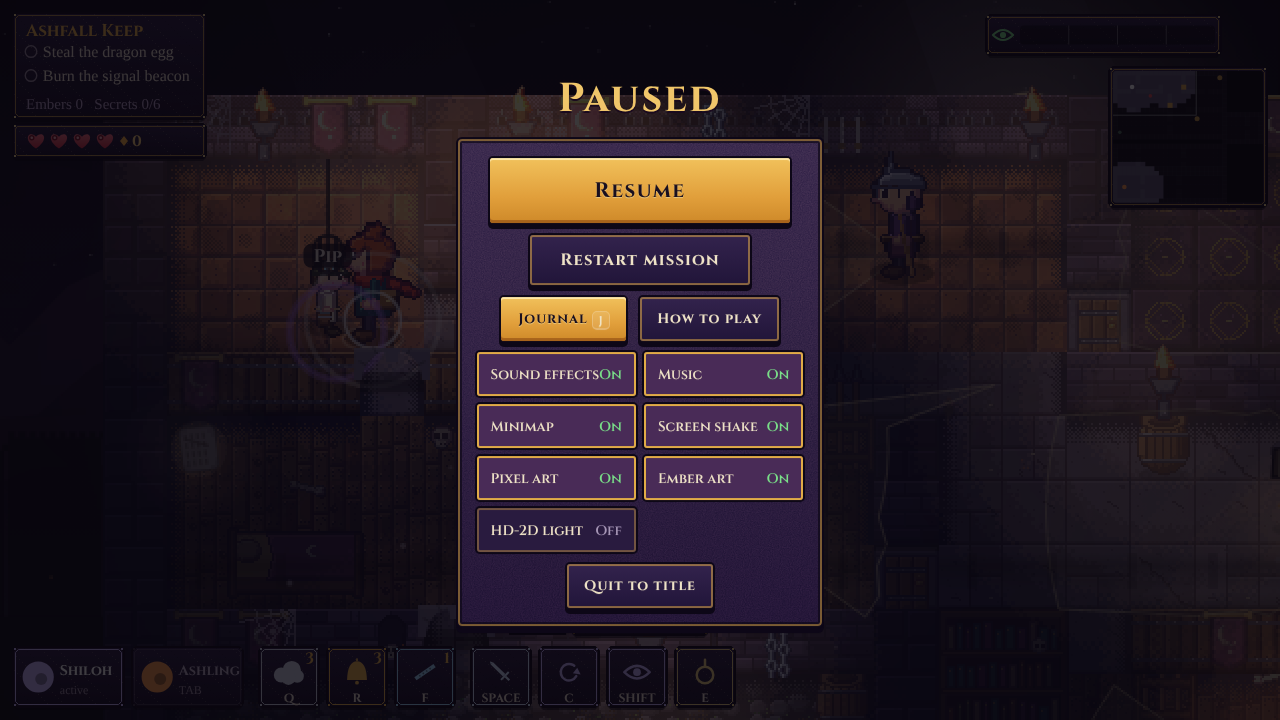 Ashfall Keep
Steal the dragon egg
Burn the signal beacon
Embers 0 Secrets 0/6
0
Paused
Resume
Restart mission
Journal J
How to play
Sound effects On
Music On
Minimap On
Screen shake On
Pixel art On
Ember art On
HD-2D light Off
Quit to title
Pip
Shiloh
active
Ashling
TAB
3
Q
3
R
1
F
SPACE
C
SHIFT
E